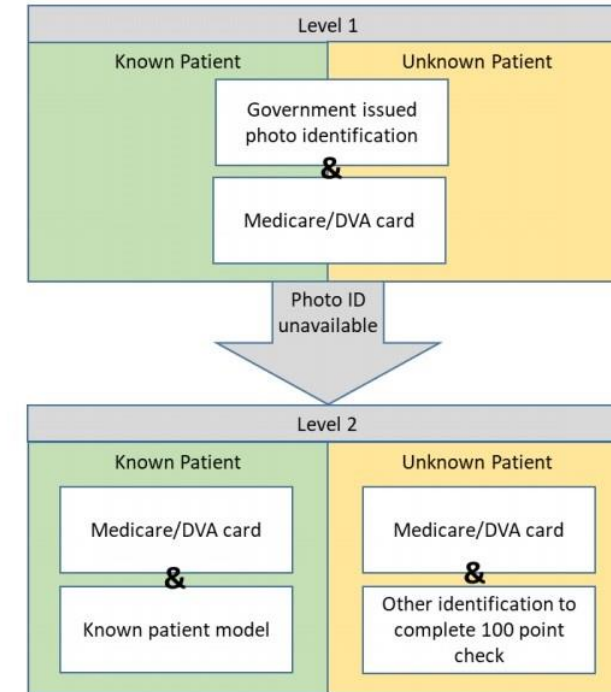 Level 1
Known Patient
Unknown Patient
Government issued
photo identification
&
Medicare/DVA card
Photo ID
unavailable
Level 2
Known Patient
Medicare/DVA card
&
Known patient model
Unknown Patient
Medicare/DVA card
&
Other identification to
complete 100 point
check